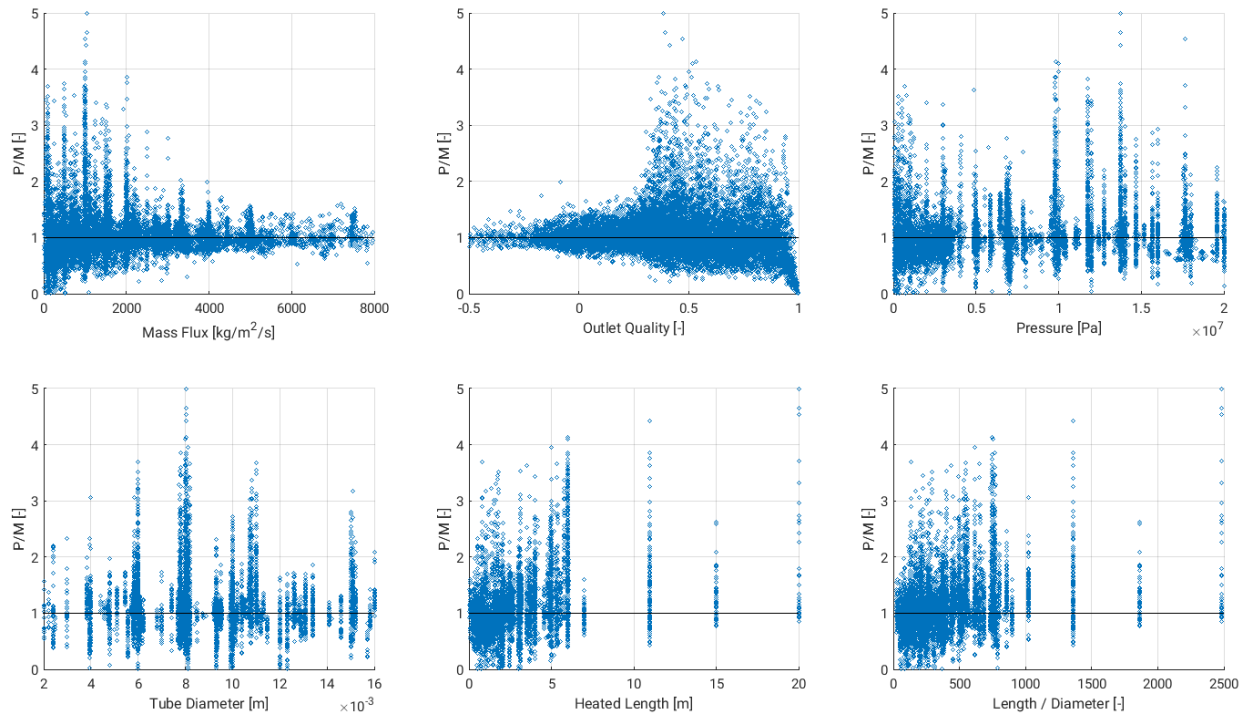 5
4
3
2
1
0
P/M [-]
0 2000 4000 6000 8000
Mass Flux [kg/m²/s]
5
4
3
2
1
0
P/M [-]
-0.5 0 0.5 1
Outlet Quality [-]
5
4
3
2
1
0
P/M [-]
0 0.5 1 1.5 2
Pressure [Pa]
×10⁷
5
4
3
2
1
0
P/M [-]
2 4 6 8 10 12 14 16
Tube Diameter [m]
×10⁻³
5
4
3
2
1
0
P/M [-]
0 5 10 15 20
Heated Length [m]
5
4
3
2
1
0
P/M [-]
0 500 1000 1500 2000 2500
Length / Diameter [-]